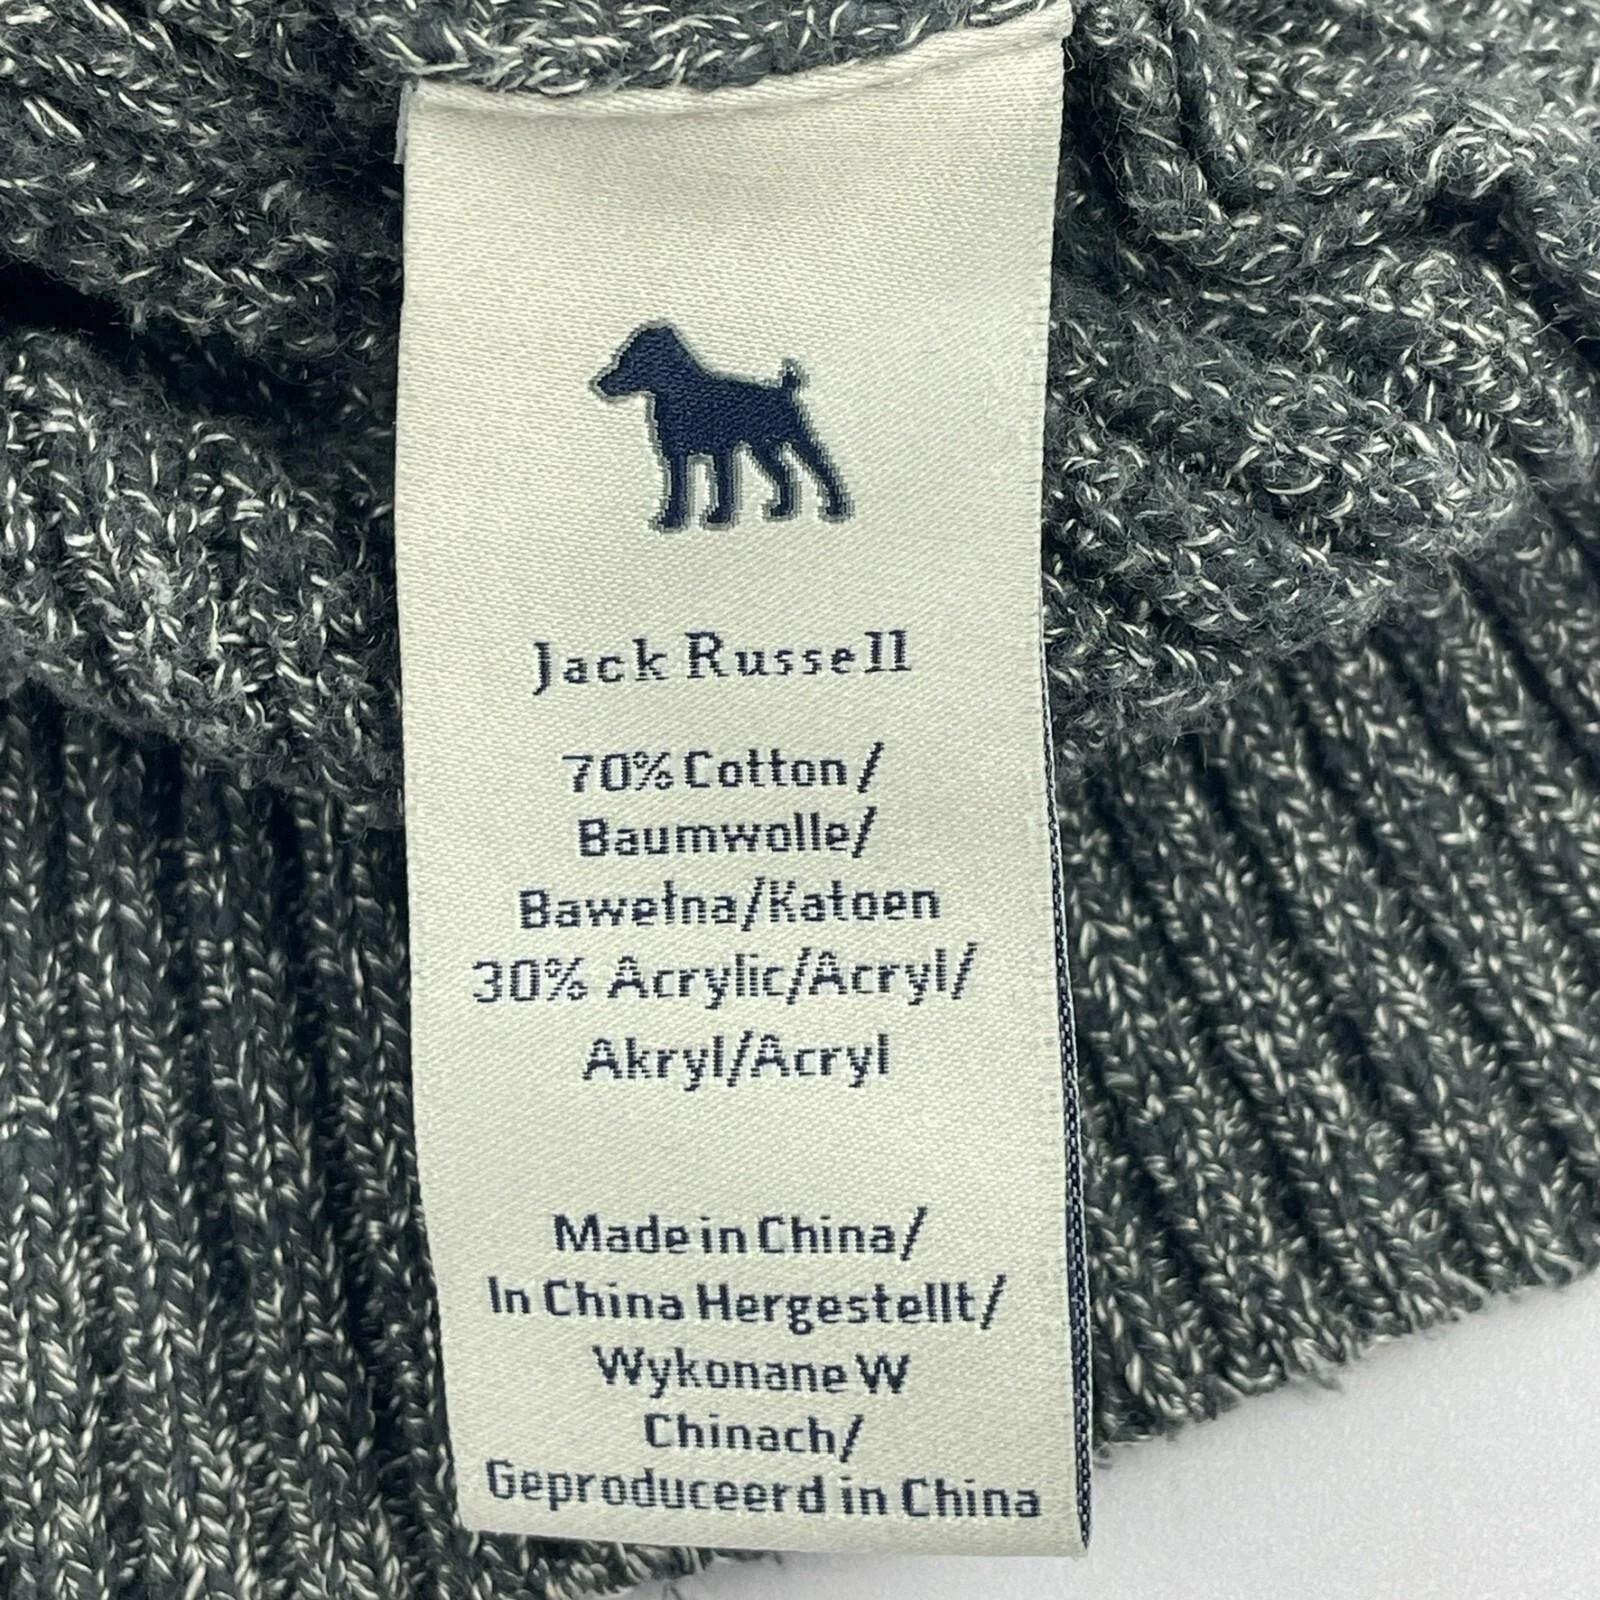 Jack Russell
70% Cotton/
Baumwolle/
Bawełna/Katoen
30% Acrylic/Acryl/
Akryl/Acryl
Made in China/
In China Hergestellt/
Wykonane W
Chinach/
Geproduceerd in China